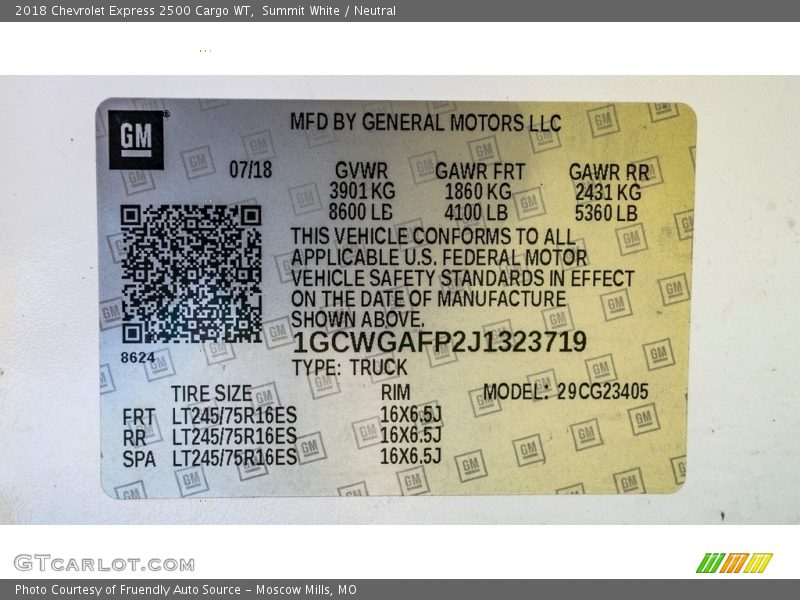 2018 Chevrolet Express 2500 Cargo WT,  Summit White / Neutral
GM®
MFD BY GENERAL MOTORS LLC
07/18
GVWR GAWR FRT GAWR RR
3901 KG 1860 KG 2431 KG
8600 LB 4100 LB 5360 LB
THIS VEHICLE CONFORMS TO ALL
APPLICABLE U.S. FEDERAL MOTOR
VEHICLE SAFETY STANDARDS IN EFFECT
ON THE DATE OF MANUFACTURE
SHOWN ABOVE.
1GCWGAFP2J1323719
8624
TYPE: TRUCK
TIRE SIZE RIM MODEL: 29CG23405
FRT LT245/75R16ES 16X6.5J
RR LT245/75R16ES 16X6.5J
SPA LT245/75R16ES 16X6.5J
GTCARLOT.COM
Photo Courtesy of Fruendly Auto Source - Moscow Mills, MO